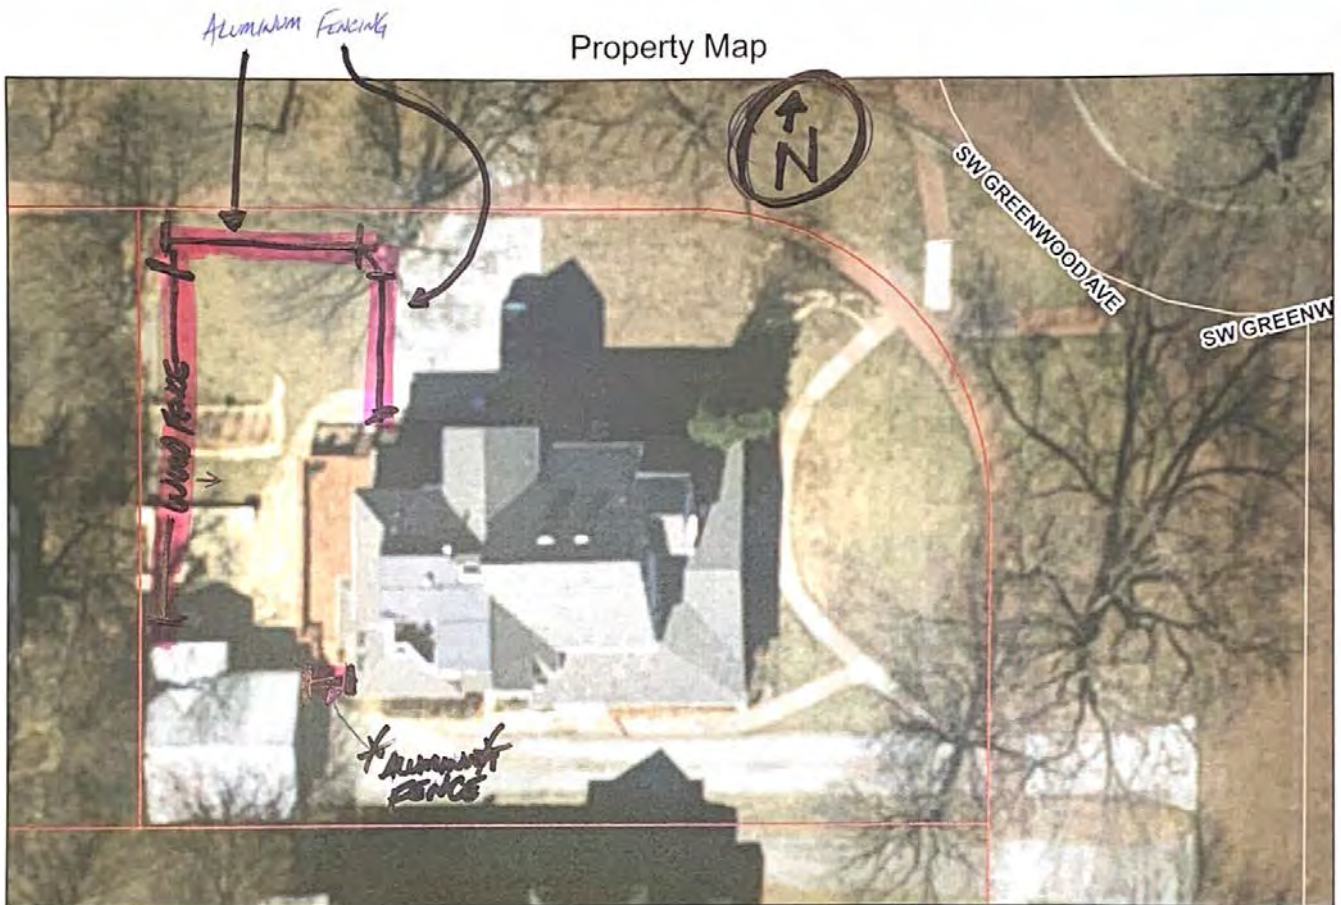 ALUMINUM FENCING
Property Map
N
SW GREENWOOD AVE
SW GREENW
WOOD FENCE
*ALUMINUM*
FENCE